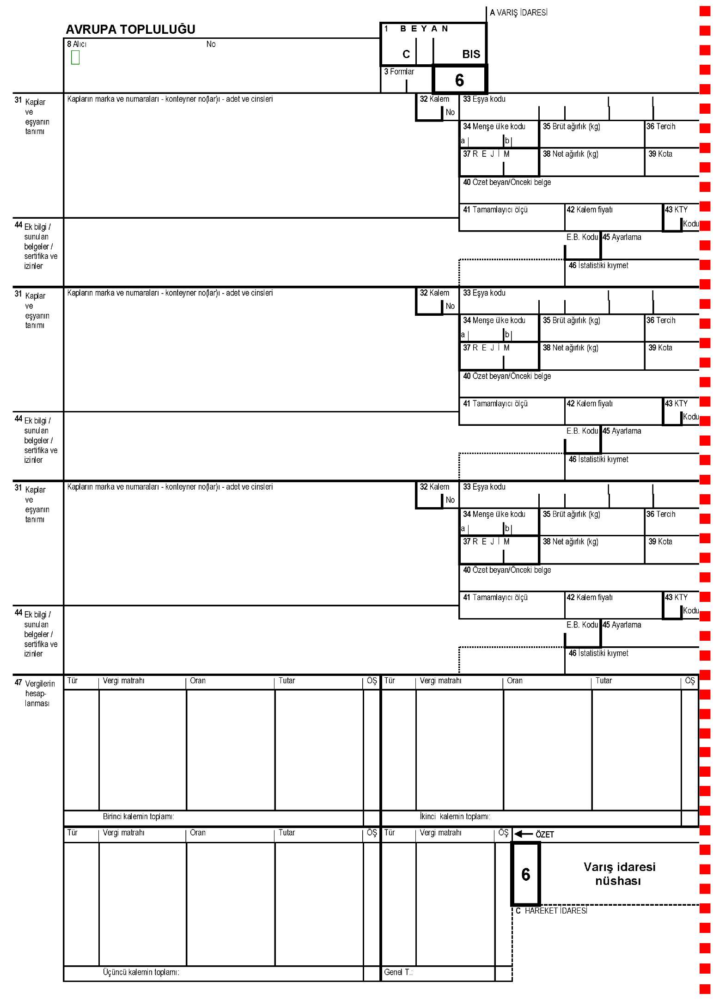 A VARIŞ İDARESİ
AVRUPA TOPLULUĞU
1 B E Y A N
8 Alıcı No
C BIS
3 Formlar
6
31 Kaplar
ve
eşyanın
tanımı
Kapların marka ve numaraları - konteyner no(lar)ı - adet ve cinsleri
32 Kalem
No
33 Eşya kodu
34 Menşe ülke kodu
a b
35 Brüt ağırlık (kg)
36 Tercih
37 R E J İ M
38 Net ağırlık (kg)
39 Kota
40 Özet beyan/Önceki belge
41 Tamamlayıcı ölçü
42 Kalem fiyatı
43 KTY
Kodu
44 Ek bilgi /
sunulan
belgeler /
sertifika ve
izinler
E.B. Kodu
45 Ayarlama
46 İstatistiki kıymet
31 Kaplar
ve
eşyanın
tanımı
Kapların marka ve numaraları - konteyner no(lar)ı - adet ve cinsleri
32 Kalem
No
33 Eşya kodu
34 Menşe ülke kodu
a b
35 Brüt ağırlık (kg)
36 Tercih
37 R E J İ M
38 Net ağırlık (kg)
39 Kota
40 Özet beyan/Önceki belge
41 Tamamlayıcı ölçü
42 Kalem fiyatı
43 KTY
Kodu
44 Ek bilgi /
sunulan
belgeler /
sertifika ve
izinler
E.B. Kodu
45 Ayarlama
46 İstatistiki kıymet
31 Kaplar
ve
eşyanın
tanımı
Kapların marka ve numaraları - konteyner no(lar)ı - adet ve cinsleri
32 Kalem
No
33 Eşya kodu
34 Menşe ülke kodu
a b
35 Brüt ağırlık (kg)
36 Tercih
37 R E J İ M
38 Net ağırlık (kg)
39 Kota
40 Özet beyan/Önceki belge
41 Tamamlayıcı ölçü
42 Kalem fiyatı
43 KTY
Kodu
44 Ek bilgi /
sunulan
belgeler /
sertifika ve
izinler
E.B. Kodu
45 Ayarlama
46 İstatistiki kıymet
47 Vergilerin
hesap-
lanması
Tür Vergi matrahı Oran Tutar ÖŞ Tür Vergi matrahı Oran Tutar ÖŞ
Birinci kalemin toplamı: İkinci kalemin toplamı:
Tür Vergi matrahı Oran Tutar ÖŞ Tür Vergi matrahı ÖŞ ÖZET
6
Varış idaresi
nüshası
C HAREKET İDARESİ
Üçüncü kalemin toplamı: Genel T.: